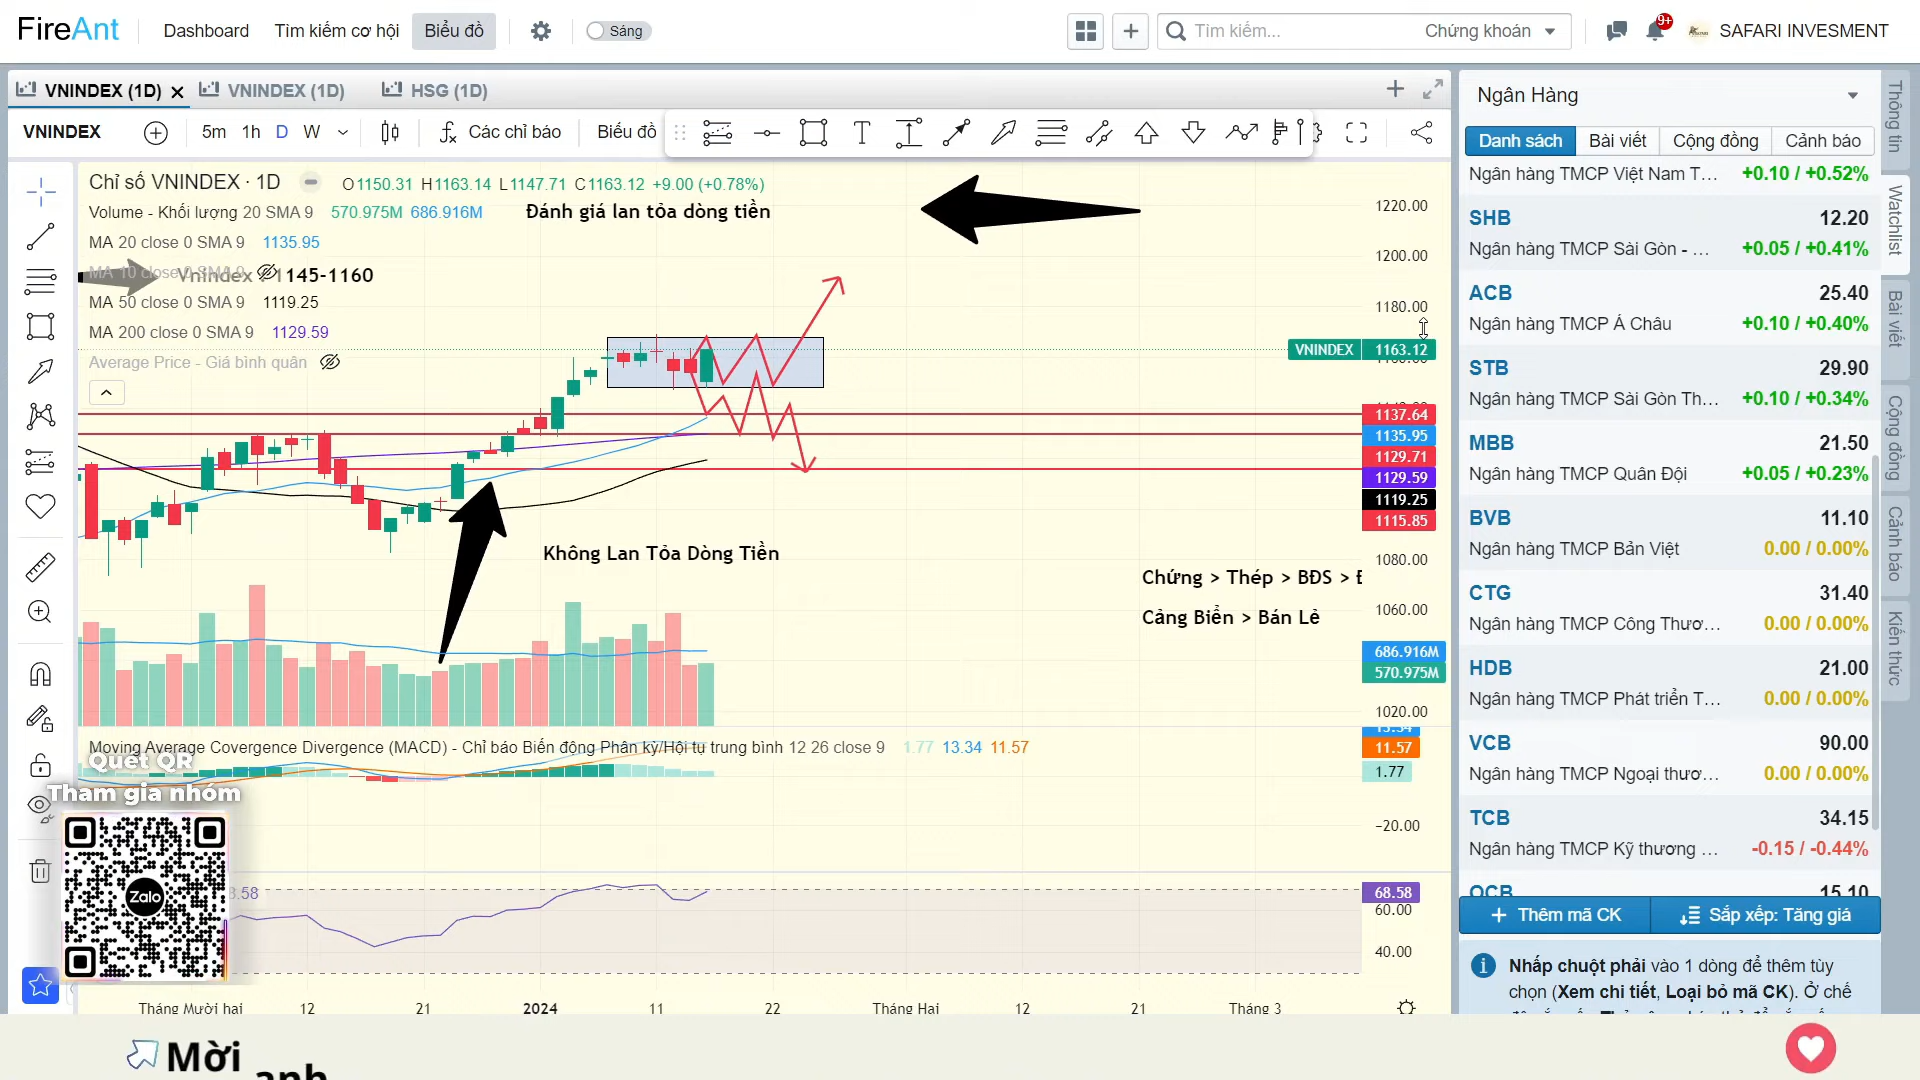 FireAnt
Dashboard
Tìm kiếm cơ hội
Biểu đồ
Sáng
Tìm kiếm...
Chứng khoán
9+
SAFARI INVESMENT
VNINDEX (1D)
VNINDEX (1D)
HSG (1D)
VNINDEX
5m 1h D W
Các chỉ báo
Biểu đồ
Chỉ số VNINDEX · 1D
O1150.31 H1163.14 L1147.71 C1163.12 +9.00 (+0.78%)
Volume - Khối lượng 20 SMA 9 570.975M 686.916M
Đánh giá lan tỏa dòng tiền
MA 20 close 0 SMA 9 1135.95
MA 10 close 0 SMA 9
Vnindex
145-1160
MA 50 close 0 SMA 9 1119.25
MA 200 close 0 SMA 9 1129.59
Average Price - Giá bình quân
Không Lan Tỏa Dòng Tiền
Chứng > Thép > BĐS > Đ
Cảng Biển > Bán Lẻ
1220.00
1200.00
1180.00
VNINDEX 1163.12
1137.64
1135.95
1129.71
1129.59
1119.25
1115.85
1080.00
1060.00
686.916M
570.975M
1020.00
Moving Average Covergence Divergence (MACD) - Chỉ báo Biến động Phân kỳ/Hội tụ trung bình 12 26 close 9 1.77 13.34 11.57
13.34
11.57
1.77
-20.00
68.58
60.00
40.00
Quét QR
Tham gia nhóm
Zalo
Tháng Mười hai
12
21
2024
11
22
Tháng Hai
12
21
Tháng 3
Mời
anh
Ngân Hàng
Danh sách
Bài viết
Cộng đồng
Cảnh báo
Ngân hàng TMCP Việt Nam T... +0.10 / +0.52%
SHB 12.20
Ngân hàng TMCP Sài Gòn - ... +0.05 / +0.41%
ACB 25.40
Ngân hàng TMCP Á Châu +0.10 / +0.40%
STB 29.90
Ngân hàng TMCP Sài Gòn Th... +0.10 / +0.34%
MBB 21.50
Ngân hàng TMCP Quân Đội +0.05 / +0.23%
BVB 11.10
Ngân hàng TMCP Bản Việt 0.00 / 0.00%
CTG 31.40
Ngân hàng TMCP Công Thươ... 0.00 / 0.00%
HDB 21.00
Ngân hàng TMCP Phát triển T... 0.00 / 0.00%
VCB 90.00
Ngân hàng TMCP Ngoại thươ... 0.00 / 0.00%
TCB 34.15
Ngân hàng TMCP Kỹ thương ... -0.15 / -0.44%
OCB 15.10
Thêm mã CK
Sắp xếp: Tăng giá
Nhấp chuột phải vào 1 dòng để thêm tùy
chọn (Xem chi tiết, Loại bỏ mã CK). Ở chế
Thông tin
Watchlist
Bài viết
Cộng đồng
Cảnh báo
Kiến thức